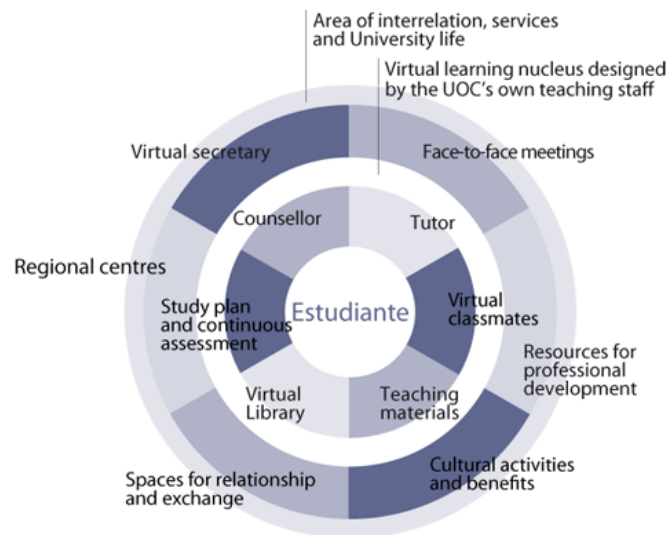 Area of interrelation, services
and University life
Virtual learning nucleus designed
by the UOC's own teaching staff
Virtual secretary
Face-to-face meetings
Counsellor
Tutor
Regional centres
Study plan
and continuous
assessment
Estudiante
Virtual
classmates
Resources for
professional
development
Virtual
Library
Teaching
materials
Spaces for relationship
and exchange
Cultural activities
and benefits